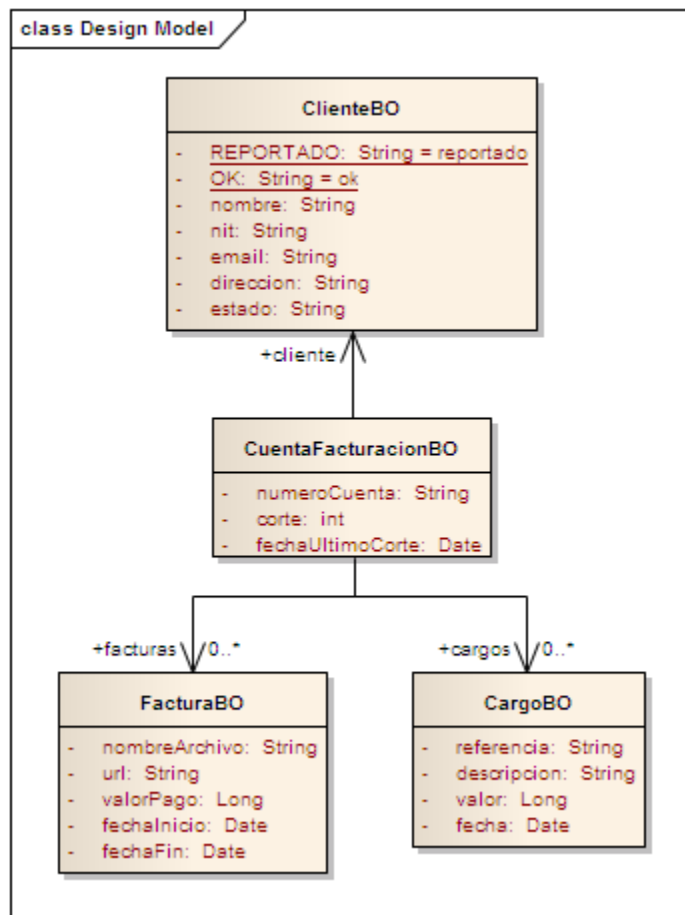 class Design Model
ClienteBO
- REPORTADO: String = reportado
- OK: String = ok
- nombre: String
- nit: String
- email: String
- direccion: String
- estado: String
+cliente
CuentaFacturacionBO
- numeroCuenta: String
- corte: int
- fechaUltimoCorte: Date
+facturas 0..*
+cargos 0..*
FacturaBO
- nombreArchivo: String
- url: String
- valorPago: Long
- fechaInicio: Date
- fechaFin: Date
CargoBO
- referencia: String
- descripcion: String
- valor: Long
- fecha: Date